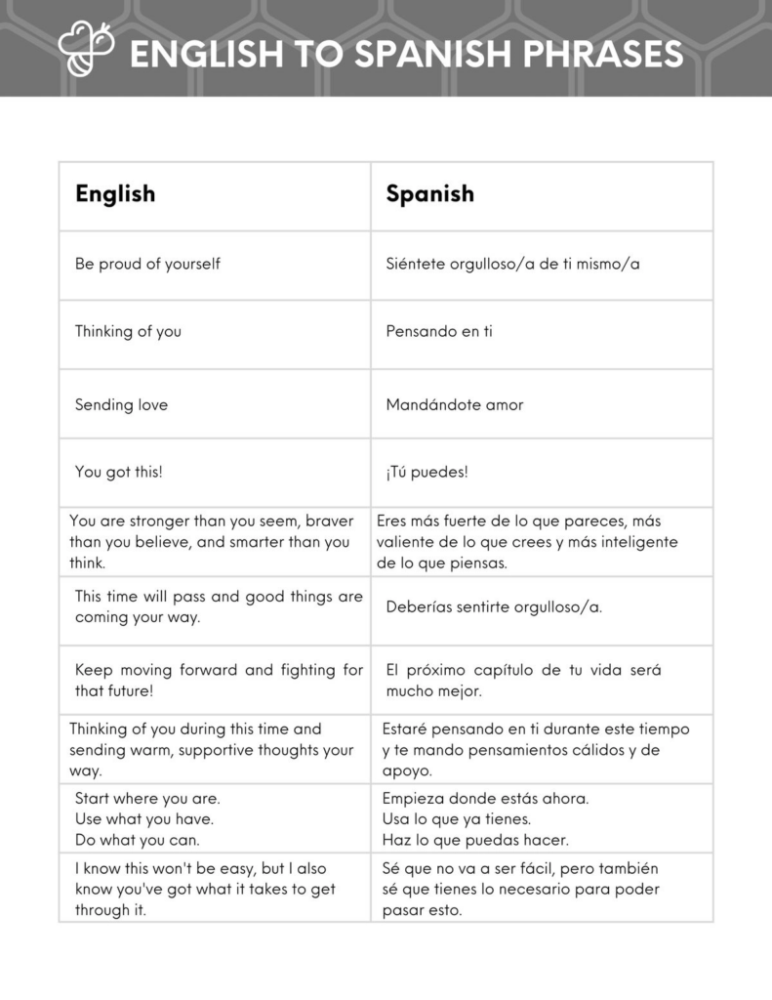 ENGLISH TO SPANISH PHRASES
English
Spanish
Be proud of yourself
Siéntete orgulloso/a de ti mismo/a
Thinking of you
Pensando en ti
Sending love
Mandándote amor
You got this!
¡Tú puedes!
You are stronger than you seem, braver
than you believe, and smarter than you
think.
Eres más fuerte de lo que pareces, más
valiente de lo que crees y más inteligente
de lo que piensas.
This time will pass and good things are
coming your way.
Deberías sentirte orgulloso/a.
Keep moving forward and fighting for
that future!
El próximo capítulo de tu vida será
mucho mejor.
Thinking of you during this time and
sending warm, supportive thoughts your
way.
Estaré pensando en ti durante este tiempo
y te mando pensamientos cálidos y de
apoyo.
Start where you are.
Use what you have.
Do what you can.
Empieza donde estás ahora.
Usa lo que ya tienes.
Haz lo que puedas hacer.
I know this won't be easy, but I also
know you've got what it takes to get
through it.
Sé que no va a ser fácil, pero también
sé que tienes lo necesario para poder
pasar esto.